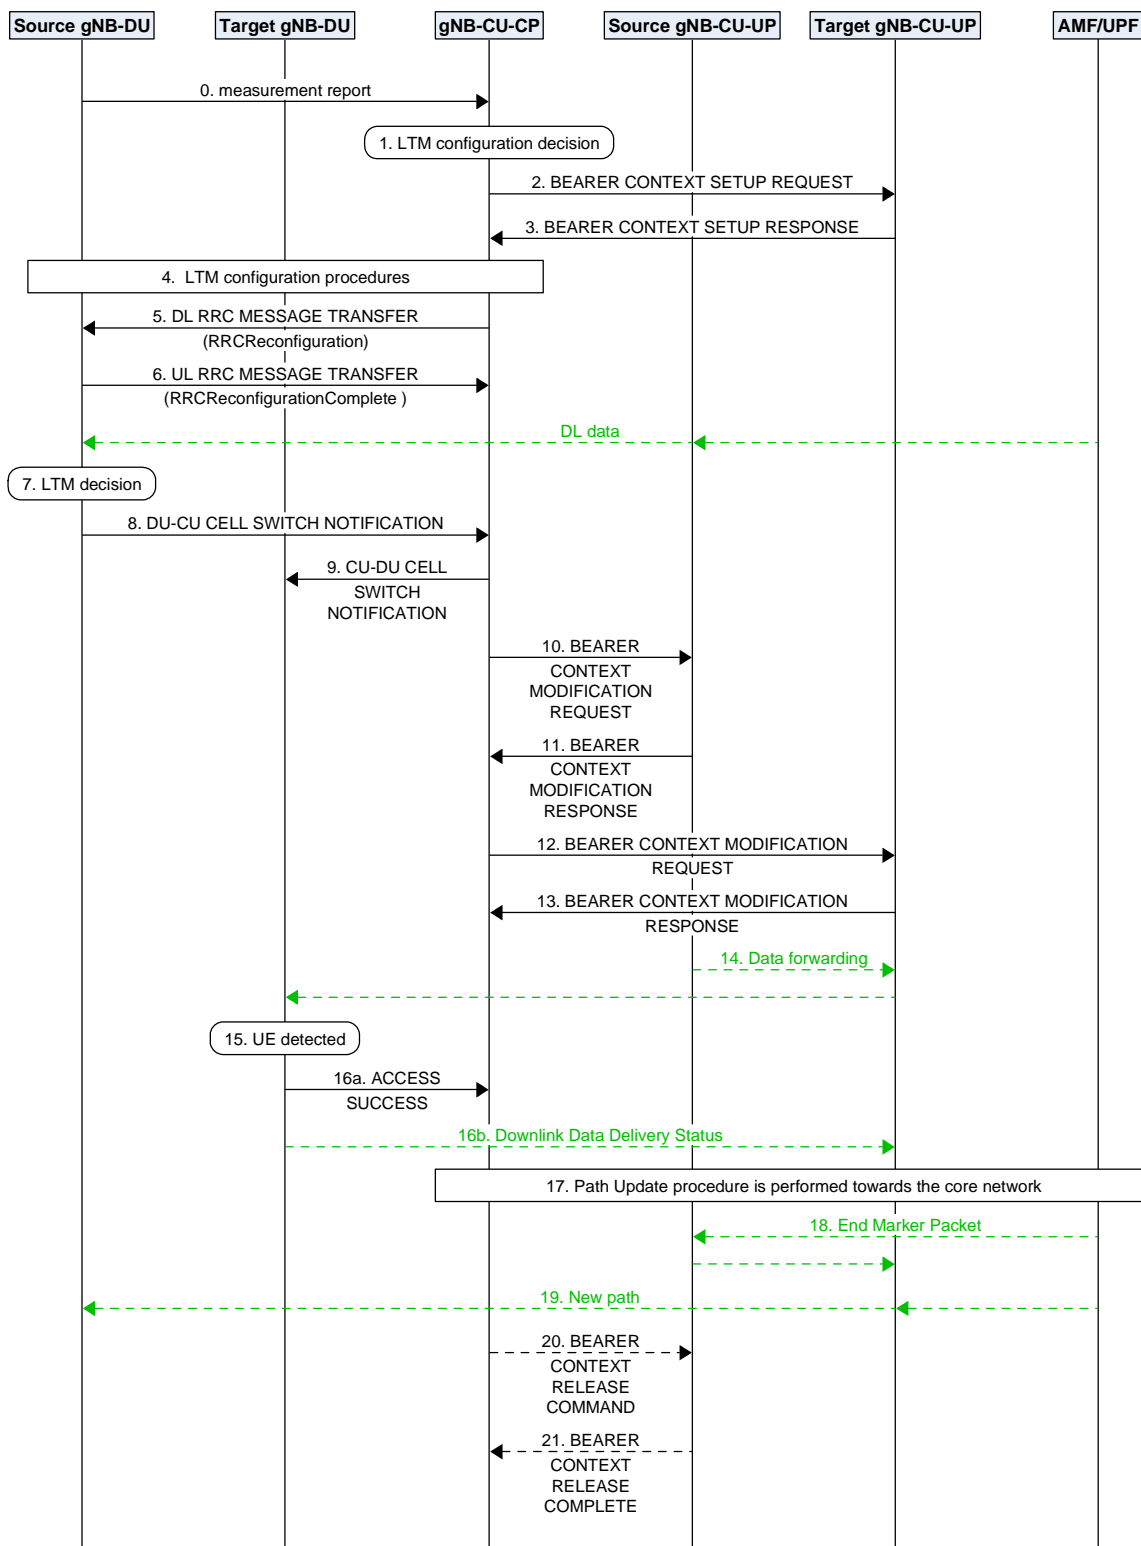 Source gNB-DU
Target gNB-DU
gNB-CU-CP
Source gNB-CU-UP
Target gNB-CU-UP
AMF/UPF
0. measurement report
1. LTM configuration decision
2. BEARER CONTEXT SETUP REQUEST
3. BEARER CONTEXT SETUP RESPONSE
4.  LTM configuration procedures
5. DL RRC MESSAGE TRANSFER
(RRCReconfiguration)
6. UL RRC MESSAGE TRANSFER
(RRCReconfigurationComplete )
DL data
7. LTM decision
8. DU-CU CELL SWITCH NOTIFICATION
9. CU-DU CELL
SWITCH
NOTIFICATION
10. BEARER
CONTEXT
MODIFICATION
REQUEST
11. BEARER
CONTEXT
MODIFICATION
RESPONSE
12. BEARER CONTEXT MODIFICATION
REQUEST
13. BEARER CONTEXT MODIFICATION
RESPONSE
14. Data forwarding
15. UE detected
16a. ACCESS
SUCCESS
16b. Downlink Data Delivery Status
17. Path Update procedure is performed towards the core network
18. End Marker Packet
19. New path
20. BEARER
CONTEXT
RELEASE
COMMAND
21. BEARER
CONTEXT
RELEASE
COMPLETE